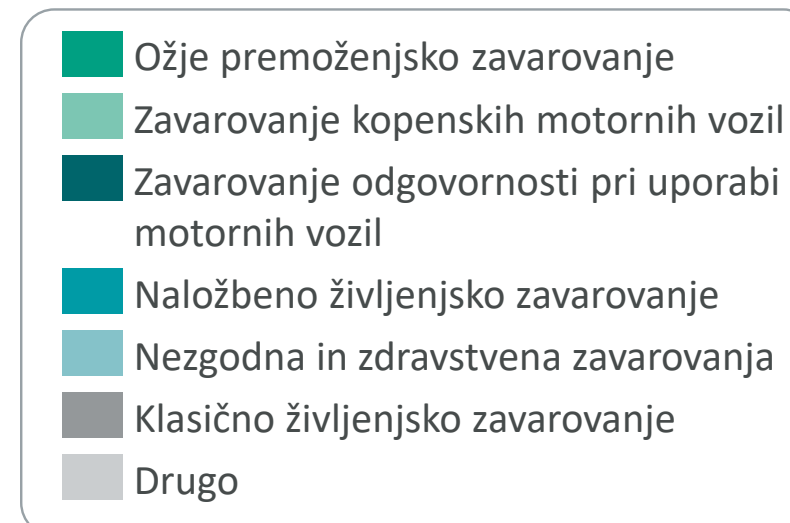 Ožje premoženjsko zavarovanje
Zavarovanje kopenskih motornih vozil
Zavarovanje odgovornosti pri uporabi
motornih vozil
Naložbeno življenjsko zavarovanje
Nezgodna in zdravstvena zavarovanja
Klasično življenjsko zavarovanje
Drugo